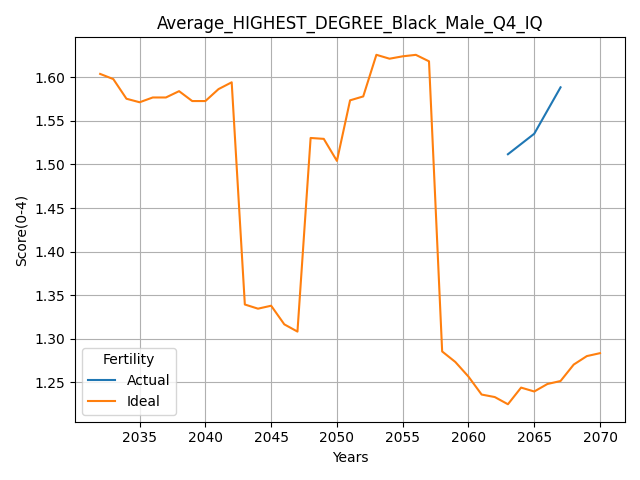 Average_HIGHEST_DEGREE_Black_Male_Q4_IQ
Score(0-4)
1.60
1.55
1.50
1.45
1.40
1.35
1.30
1.25
Fertility
Actual
Ideal
2035 2040 2045 2050 2055 2060 2065 2070
Years